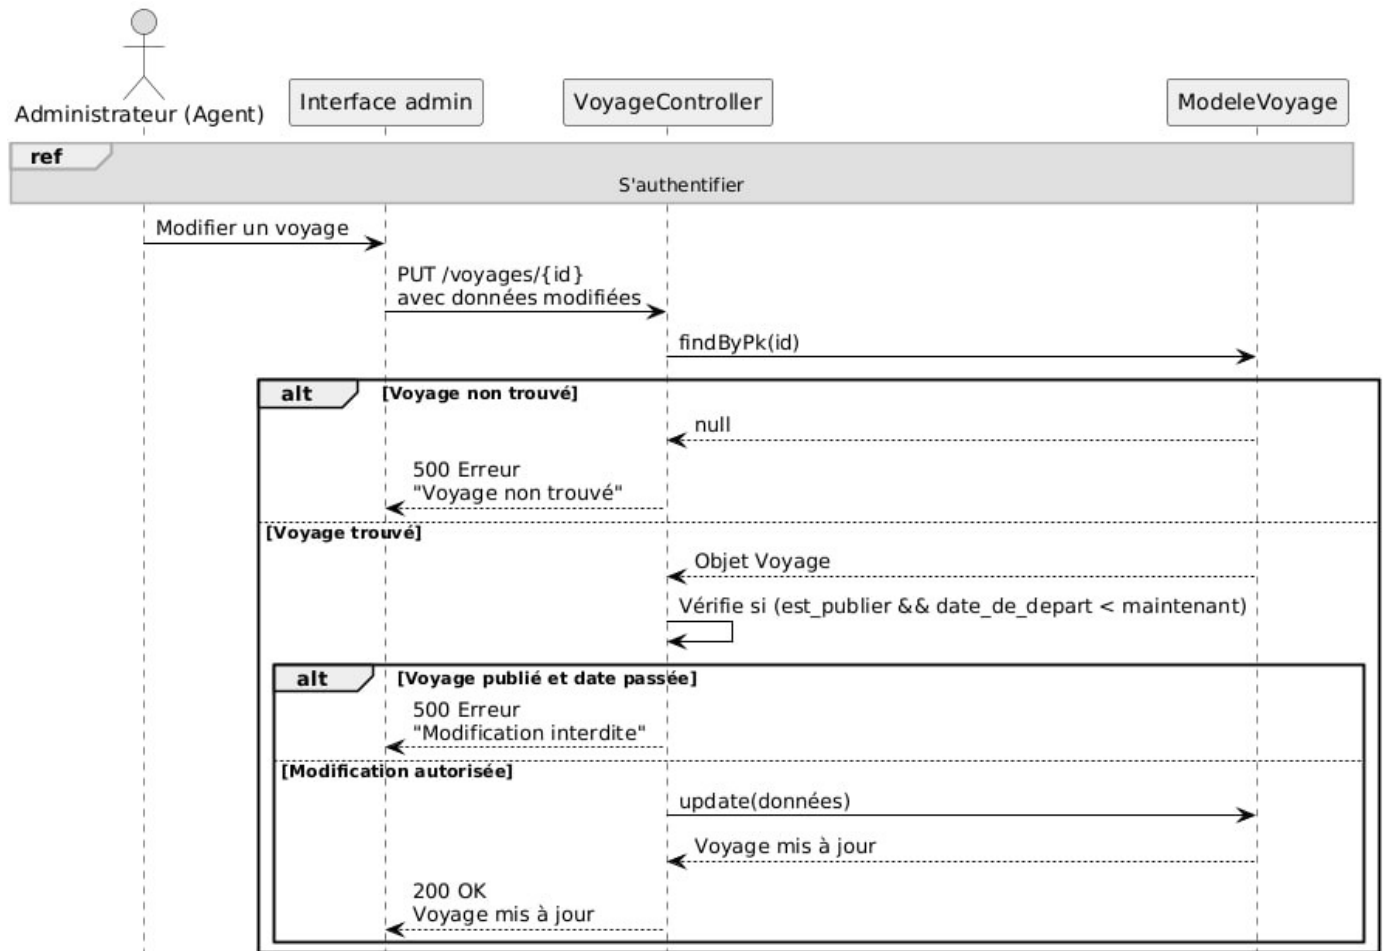 Administrateur (Agent)
Interface admin
VoyageController
ModeleVoyage
ref
S'authentifier
Modifier un voyage
PUT /voyages/{id}
avec données modifiées
findByPk(id)
alt
[Voyage non trouvé]
null
500 Erreur
"Voyage non trouvé"
[Voyage trouvé]
Objet Voyage
Vérifie si (est_publier && date_de_depart < maintenant)
alt
[Voyage publié et date passée]
500 Erreur
"Modification interdite"
[Modification autorisée]
update(données)
Voyage mis à jour
200 OK
Voyage mis à jour